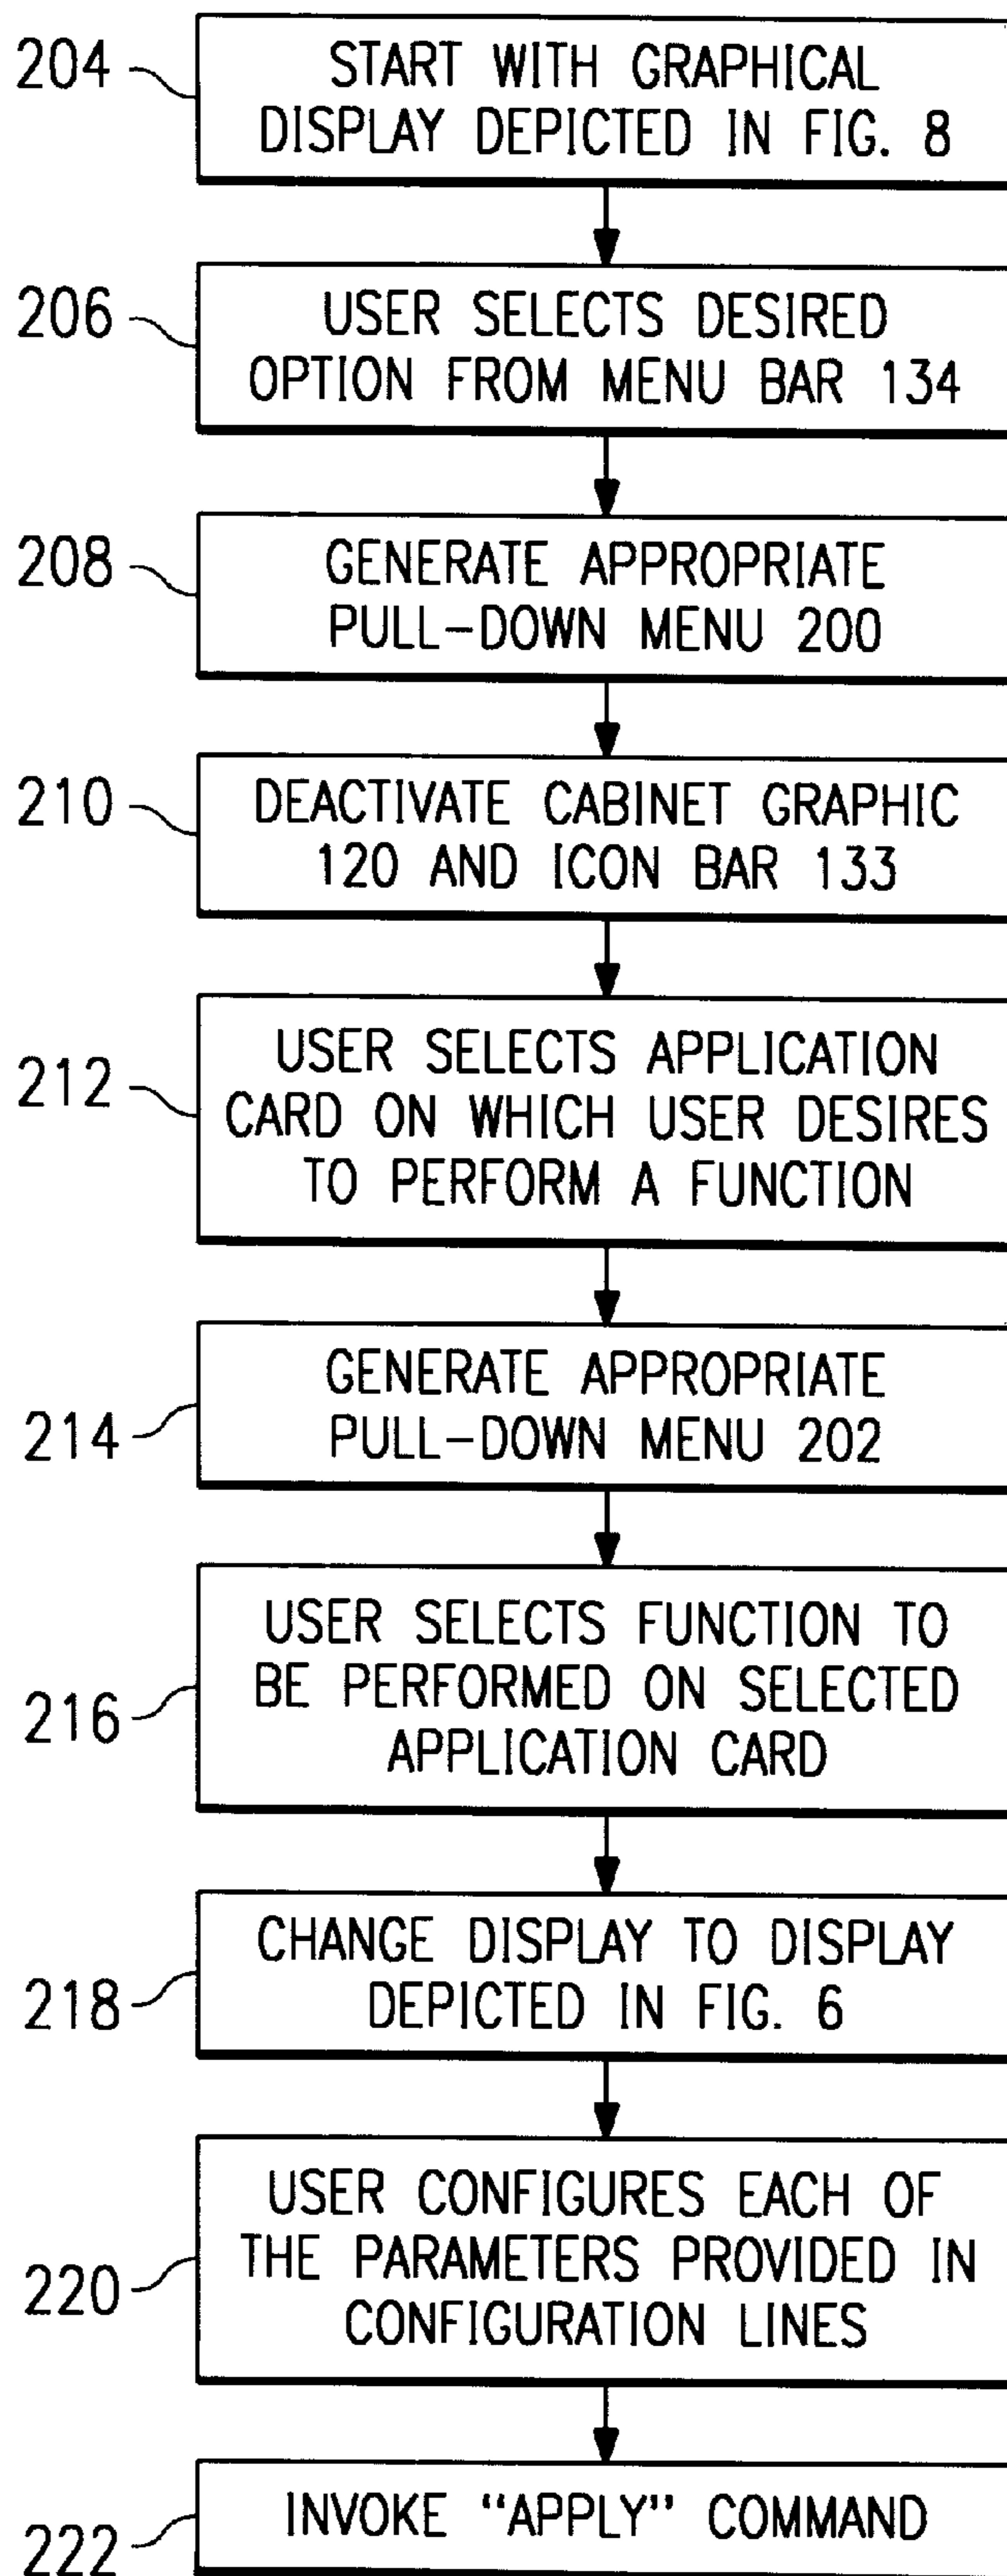 204
START WITH GRAPHICAL
DISPLAY DEPICTED IN FIG. 8
206
USER SELECTS DESIRED
OPTION FROM MENU BAR 134
208
GENERATE APPROPRIATE
PULL-DOWN MENU 200
210
DEACTIVATE CABINET GRAPHIC
120 AND ICON BAR 133
212
USER SELECTS APPLICATION
CARD ON WHICH USER DESIRES
TO PERFORM A FUNCTION
214
GENERATE APPROPRIATE
PULL-DOWN MENU 202
216
USER SELECTS FUNCTION TO
BE PERFORMED ON SELECTED
APPLICATION CARD
218
CHANGE DISPLAY TO DISPLAY
DEPICTED IN FIG. 6
220
USER CONFIGURES EACH OF
THE PARAMETERS PROVIDED IN
CONFIGURATION LINES
222
INVOKE “APPLY” COMMAND